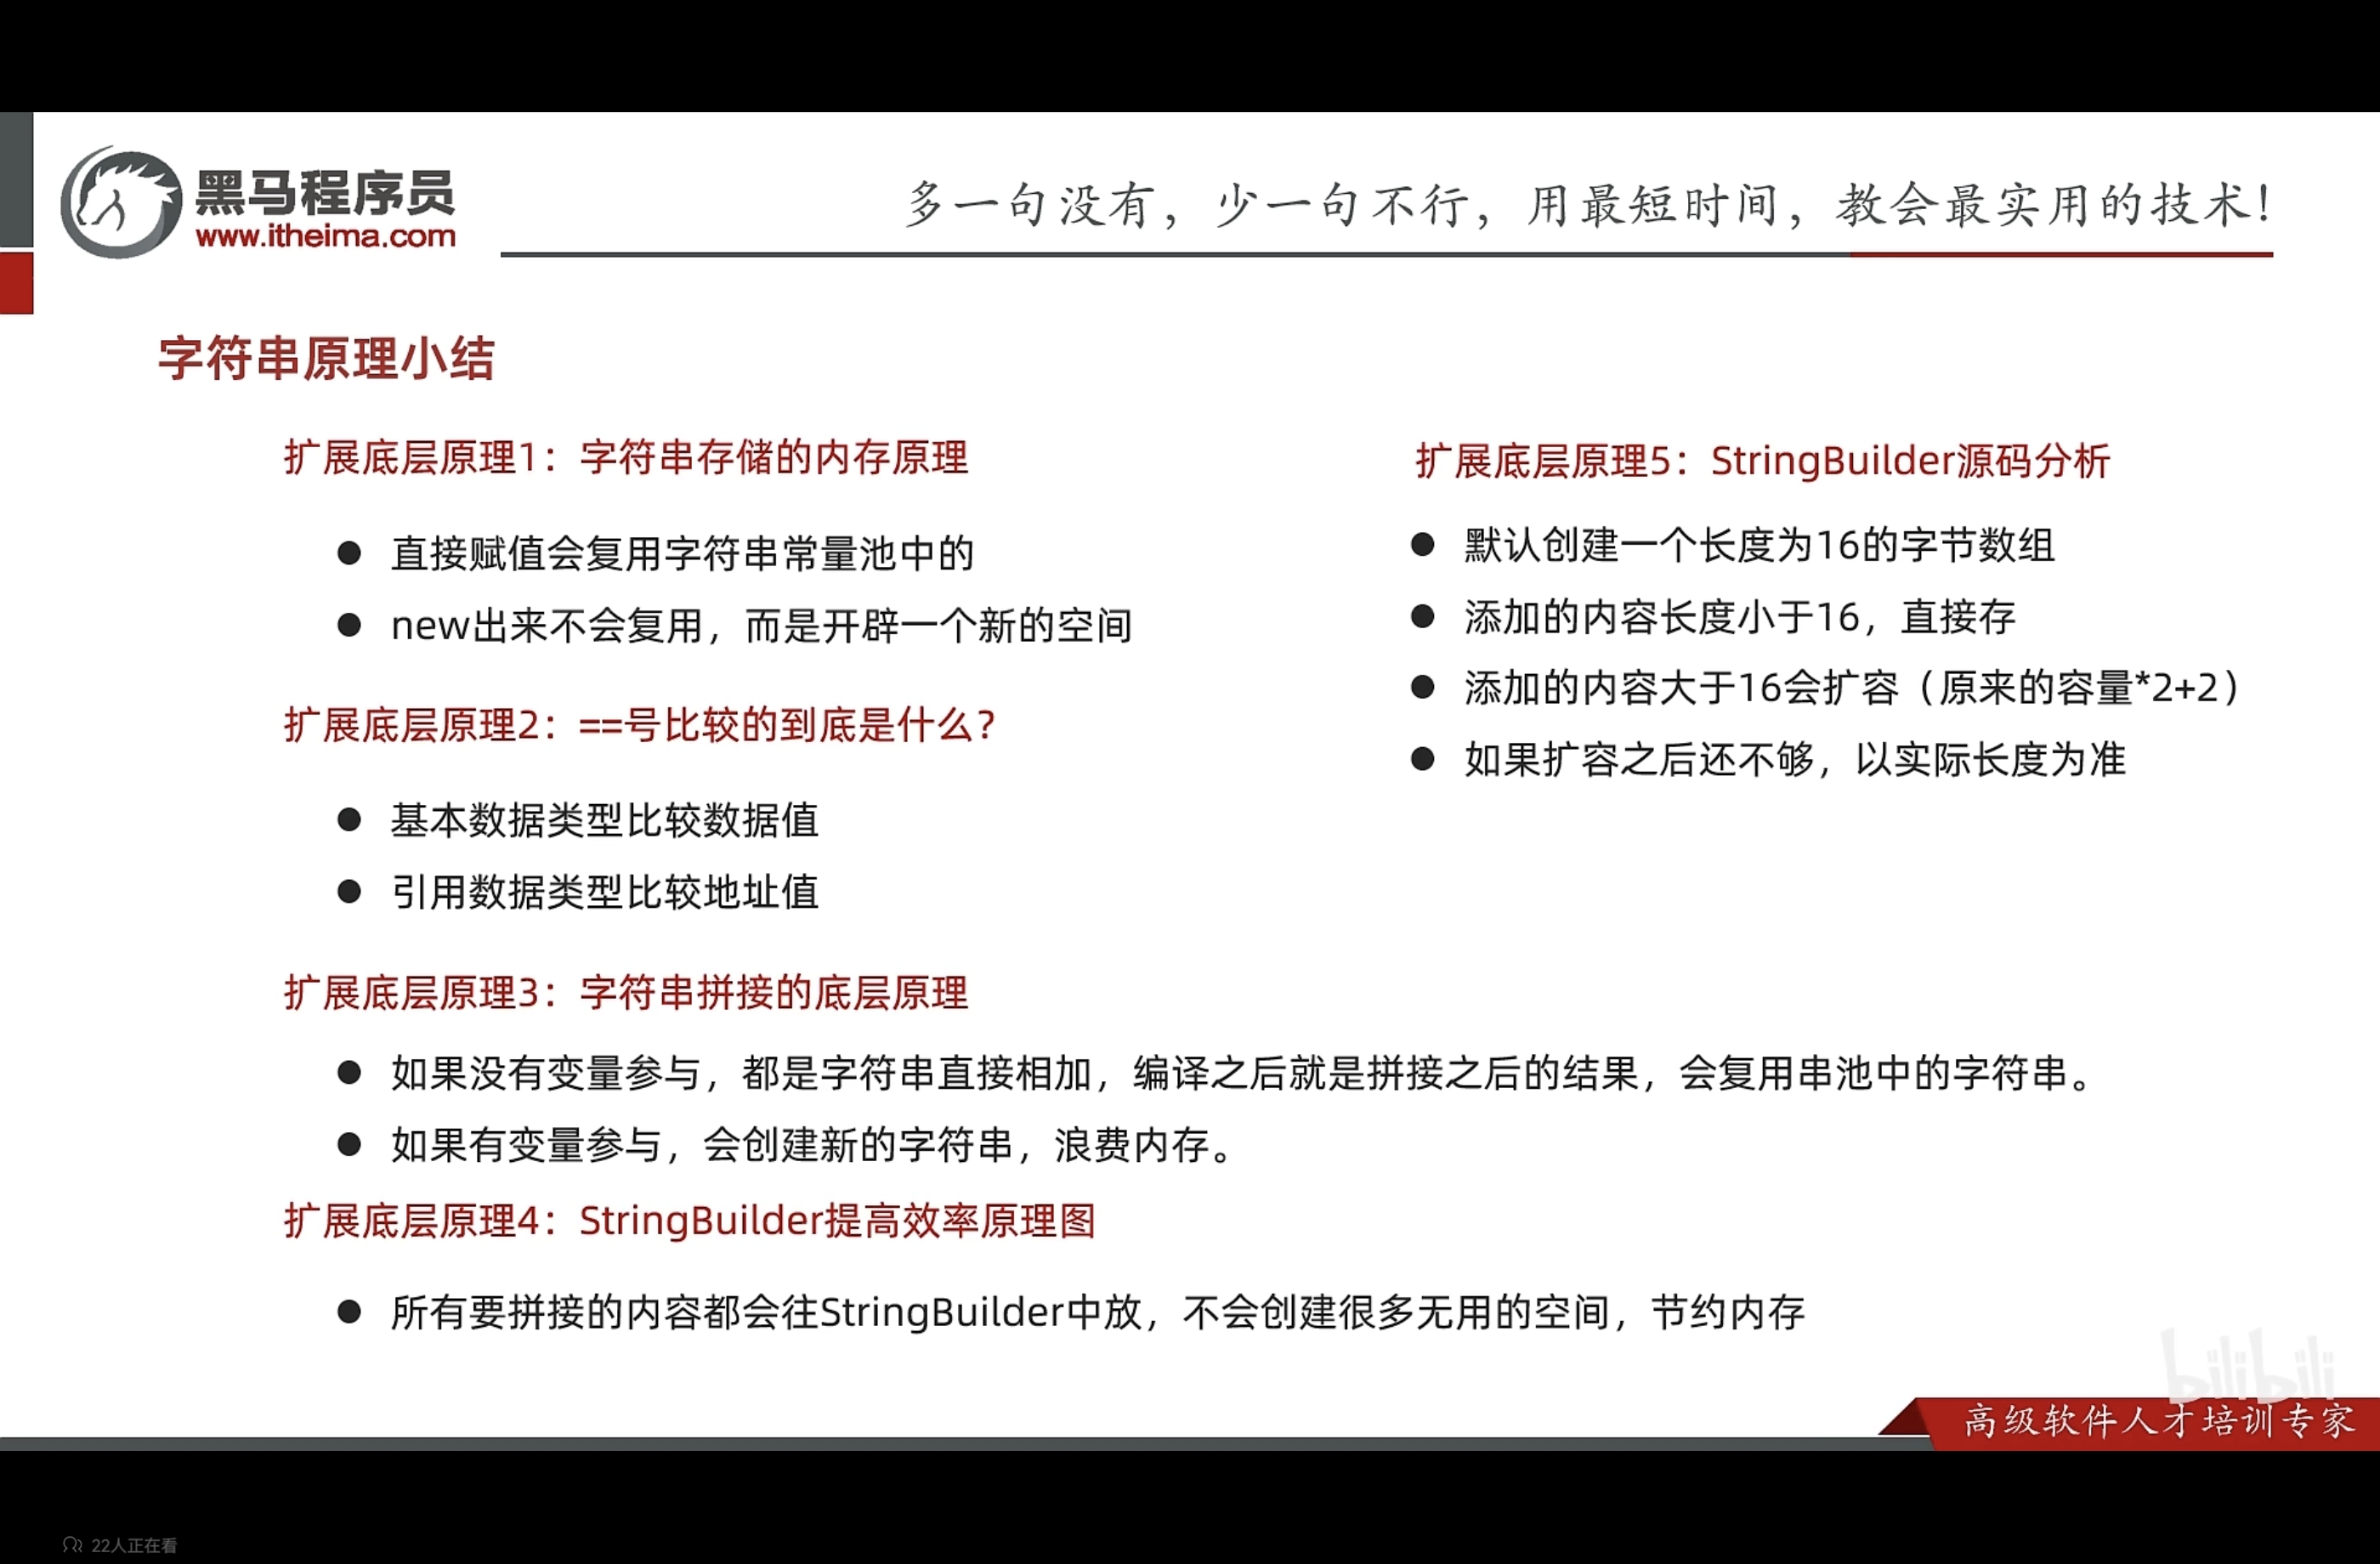 黑马程序员
www.itheima.com
多一句没有，少一句不行，用最短时间，教会最实用的技术！
字符串原理小结
扩展底层原理1：字符串存储的内存原理
● 直接赋值会复用字符串常量池中的
● new出来不会复用，而是开辟一个新的空间
扩展底层原理2：==号比较的到底是什么？
● 基本数据类型比较数据值
● 引用数据类型比较地址值
扩展底层原理3：字符串拼接的底层原理
● 如果没有变量参与，都是字符串直接相加，编译之后就是拼接之后的结果，会复用串池中的字符串。
● 如果有变量参与，会创建新的字符串，浪费内存。
扩展底层原理4：StringBuilder提高效率原理图
● 所有要拼接的内容都会往StringBuilder中放，不会创建很多无用的空间，节约内存
扩展底层原理5：StringBuilder源码分析
● 默认创建一个长度为16的字节数组
● 添加的内容长度小于16，直接存
● 添加的内容大于16会扩容（原来的容量*2+2）
● 如果扩容之后还不够，以实际长度为准
bilibili
高级软件人才培训专家
22人正在看